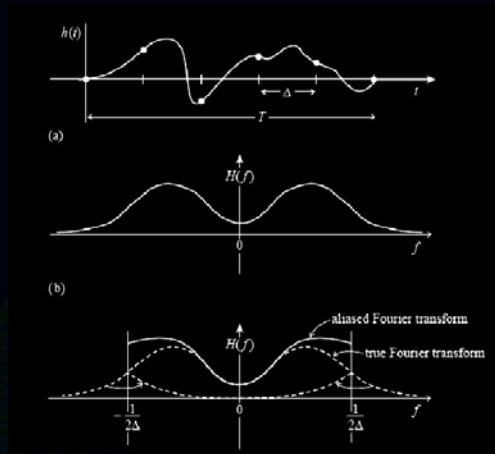 h(t)
Δ
t
T
(a)
H(f)
0
f
(b)
aliased Fourier transform
H(f)
true Fourier transform
f
-1/2Δ
0
1/2Δ